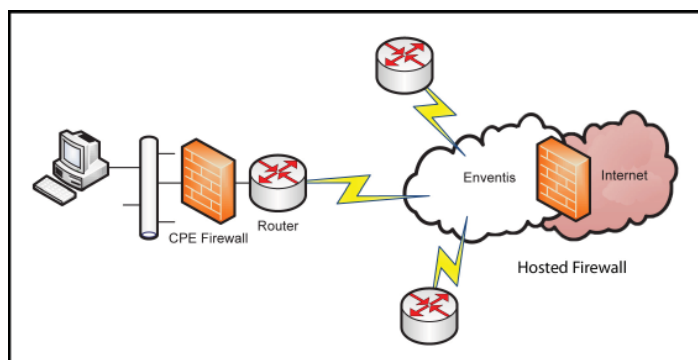 Enventis
Internet
CPE Firewall
Router
Hosted Firewall